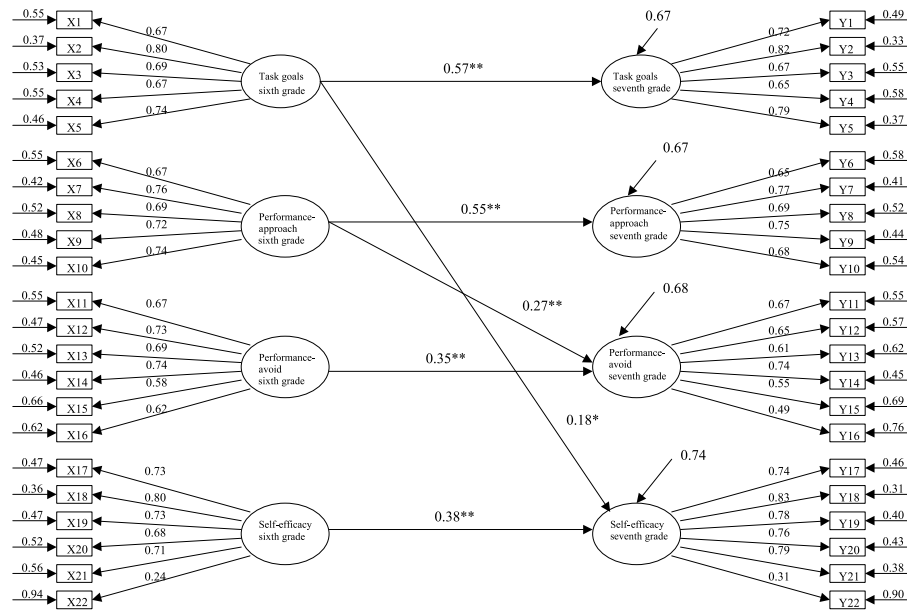 0.55 X1 0.67
0.37 X2 0.80
0.53 X3 0.69
0.55 X4 0.67
0.46 X5 0.74
Task goals
sixth grade
0.57**
0.67
Task goals
seventh grade
0.72 Y1 0.49
0.82 Y2 0.33
0.67 Y3 0.55
0.65 Y4 0.58
0.79 Y5 0.37
0.55 X6 0.67
0.42 X7 0.76
0.52 X8 0.69
0.48 X9 0.72
0.45 X10 0.74
Performance-
approach
sixth grade
0.55**
0.67
Performance-
approach
seventh grade
0.65 Y6 0.58
0.77 Y7 0.41
0.69 Y8 0.52
0.75 Y9 0.44
0.68 Y10 0.54
0.27**
0.55 X11 0.67
0.47 X12 0.73
0.52 X13 0.69
0.46 X14 0.74
0.66 X15 0.58
0.62 X16 0.62
Performance-
avoid
sixth grade
0.35**
0.68
Performance-
avoid
seventh grade
0.67 Y11 0.55
0.65 Y12 0.57
0.61 Y13 0.62
0.74 Y14 0.45
0.55 Y15 0.69
0.49 Y16 0.76
0.18*
0.47 X17 0.73
0.36 X18 0.80
0.47 X19 0.73
0.52 X20 0.68
0.56 X21 0.71
0.94 X22 0.24
Self-efficacy
sixth grade
0.38**
0.74
Self-efficacy
seventh grade
0.74 Y17 0.46
0.83 Y18 0.31
0.78 Y19 0.40
0.76 Y20 0.43
0.79 Y21 0.38
0.31 Y22 0.90